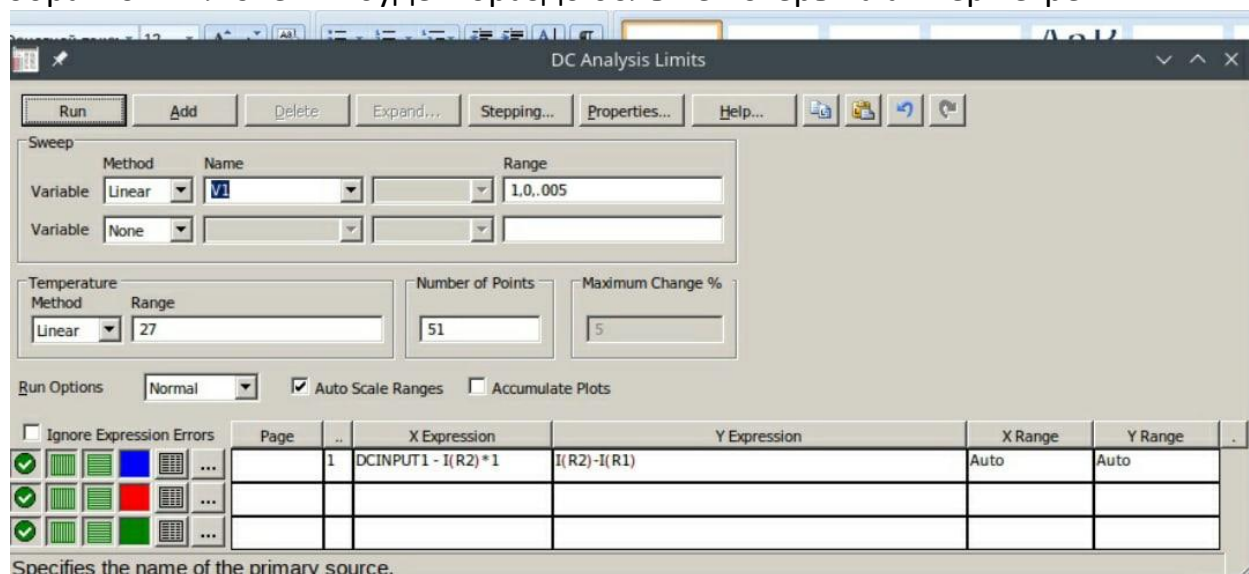 DC Analysis Limits
Run Add Delete Expand... Stepping... Properties... Help...
Sweep
Method Name Range
Variable Linear V1 1,0,.005
Variable None
Temperature Number of Points Maximum Change %
Method Range
Linear 27 51 5
Run Options Normal Auto Scale Ranges Accumulate Plots
Ignore Expression Errors Page .. X Expression Y Expression X Range Y Range .
... 1 DCINPUT1 - I(R2)*1 I(R2)-I(R1) Auto Auto
...
...
Specifies the name of the primary source.